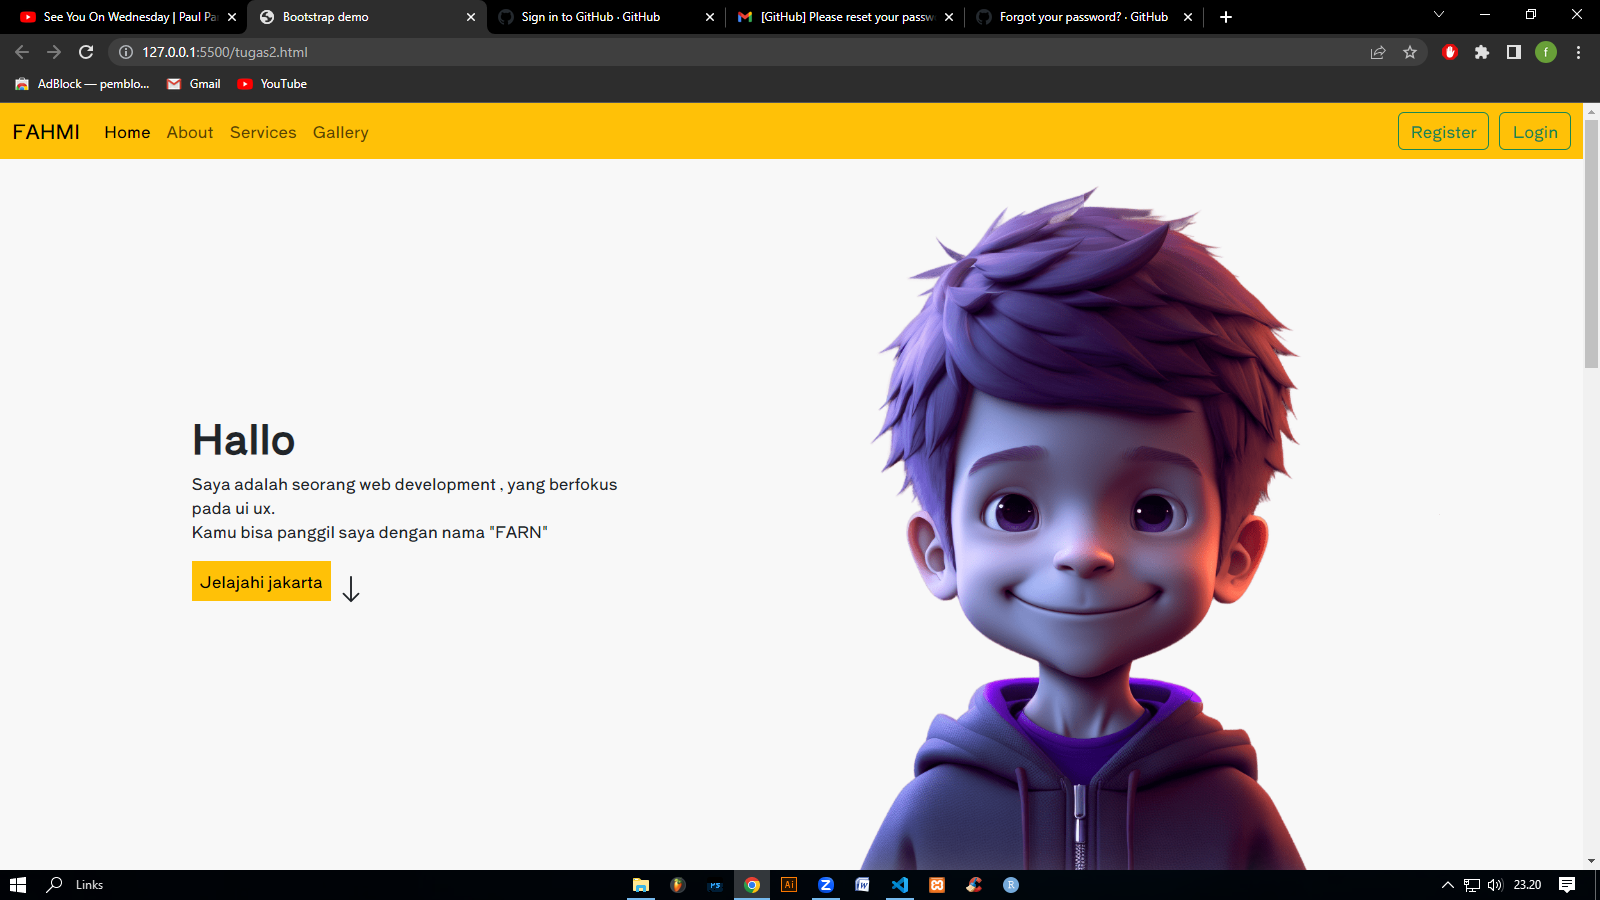 See You On Wednesday | Paul Pa
Bootstrap demo
Sign in to GitHub · GitHub
[GitHub] Please reset your passw
Forgot your password? · GitHub
127.0.0.1:5500/tugas2.html
f
AdBlock — pemblo...
Gmail
YouTube
FAHMI
Home
About
Services
Gallery
Register
Login
Hallo
Saya adalah seorang web development , yang berfokus
pada ui ux.
Kamu bisa panggil saya dengan nama "FARN"
Jelajahi jakarta
Links
Ai
Z
W
R
23.20